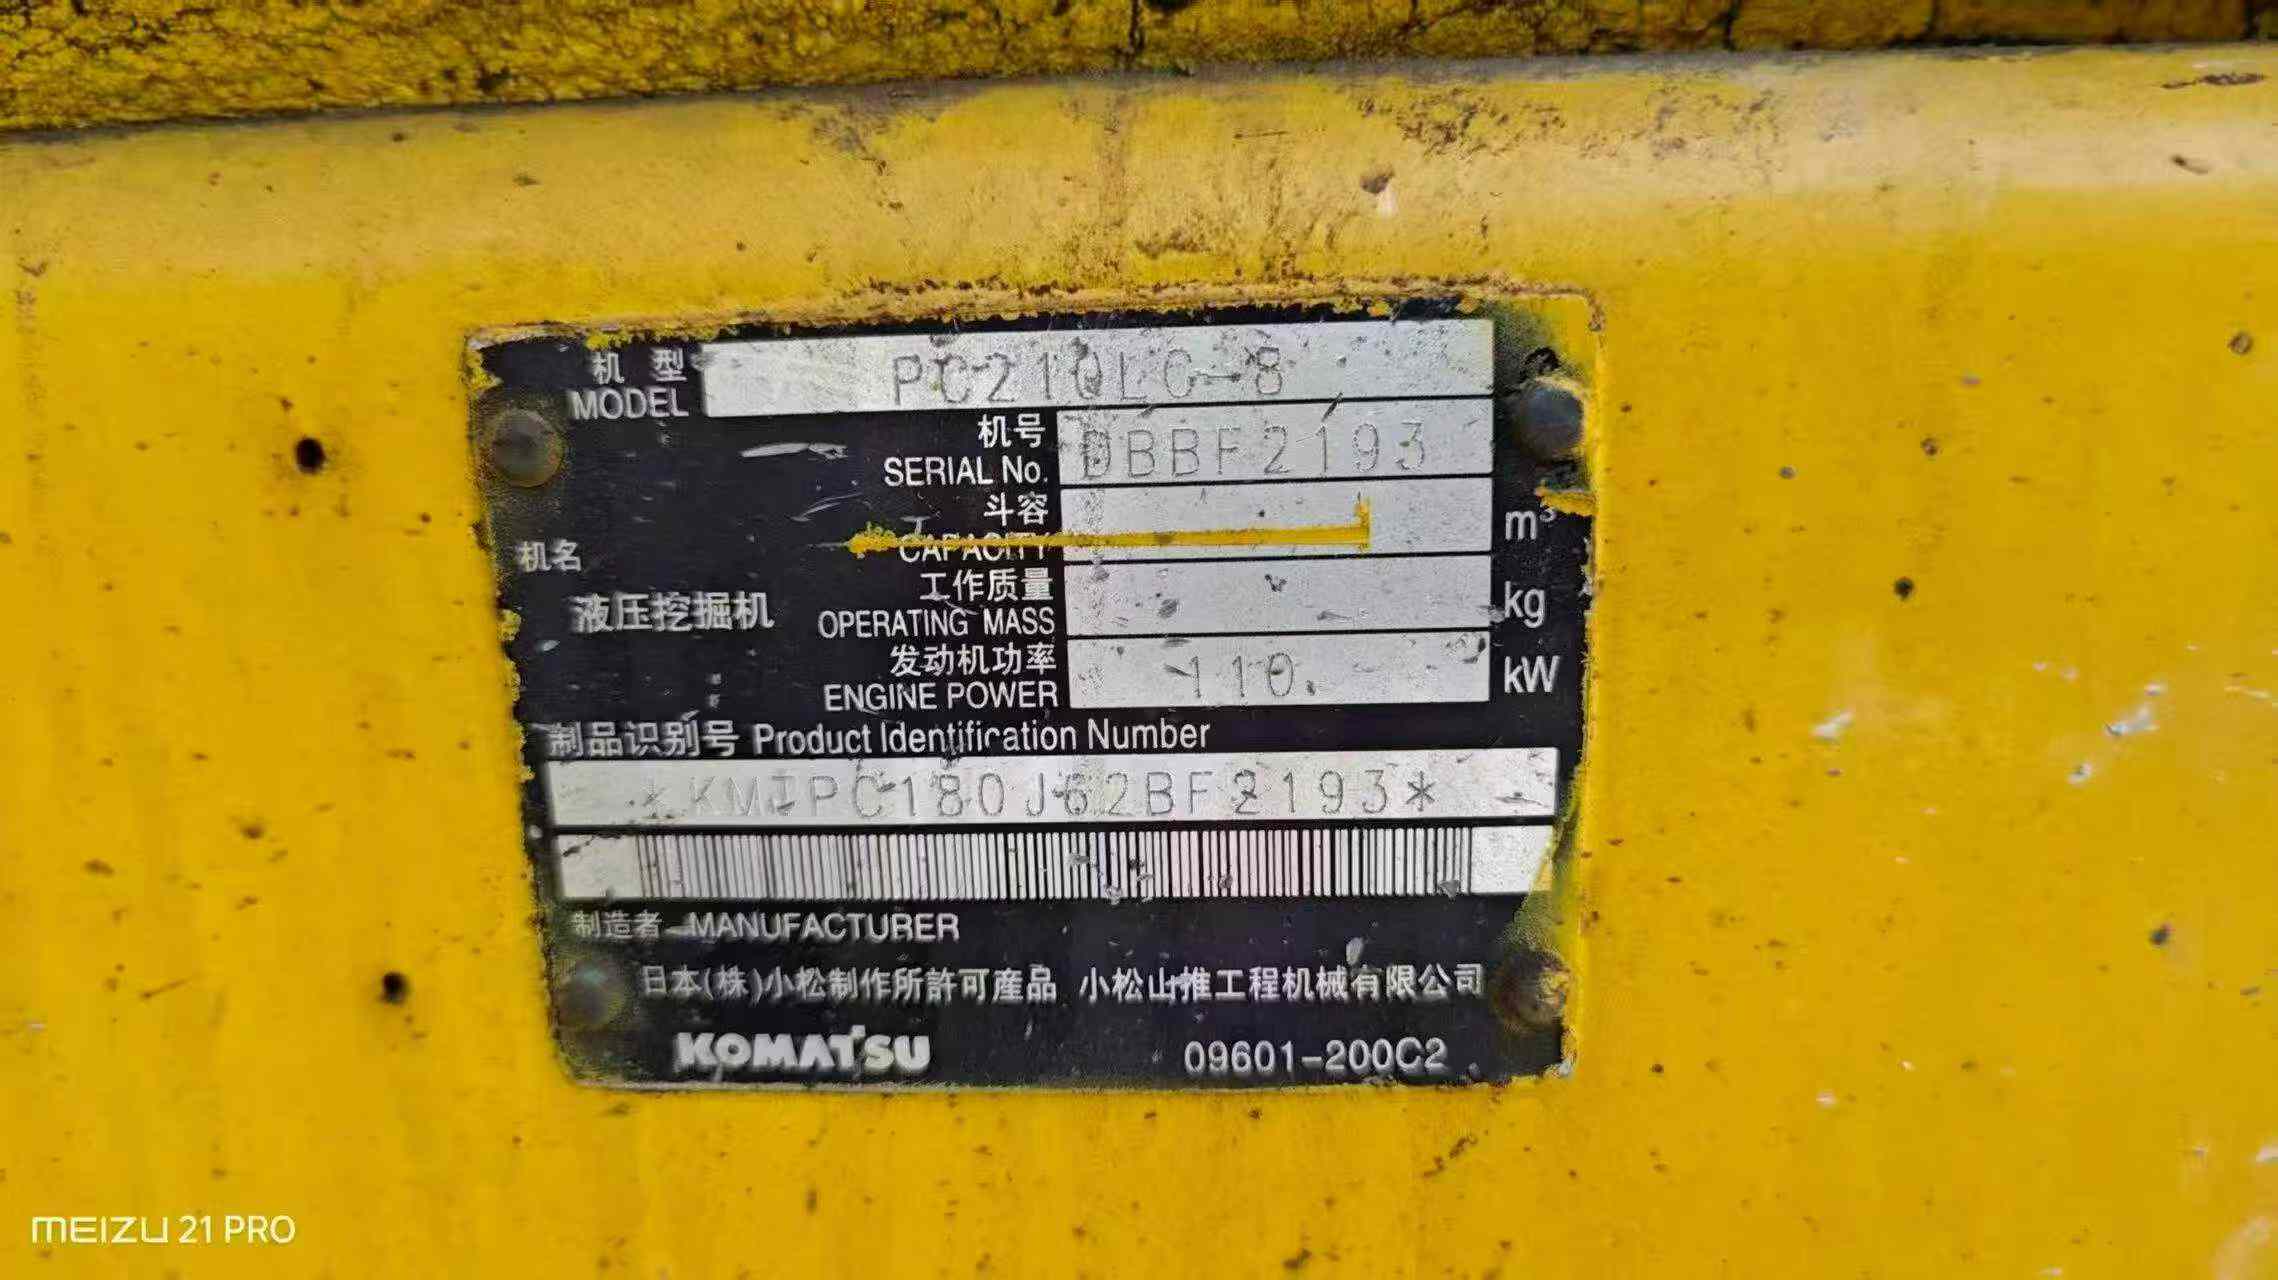 机型 PC210LC-8
MODEL
机号 DBBF2193
SERIAL No.
斗容 m³
CAPACITY
机名
工作质量 kg
液压挖掘机 OPERATING MASS
发动机功率 110. kW
ENGINE POWER
制品识别号 Product Identification Number
*KMTPC180J62BF2193*
制造者 MANUFACTURER
日本(株)小松制作所許可產品 小松山推工程机械有限公司
KOMATSU 09601-200C2
MEIZU 21 PRO